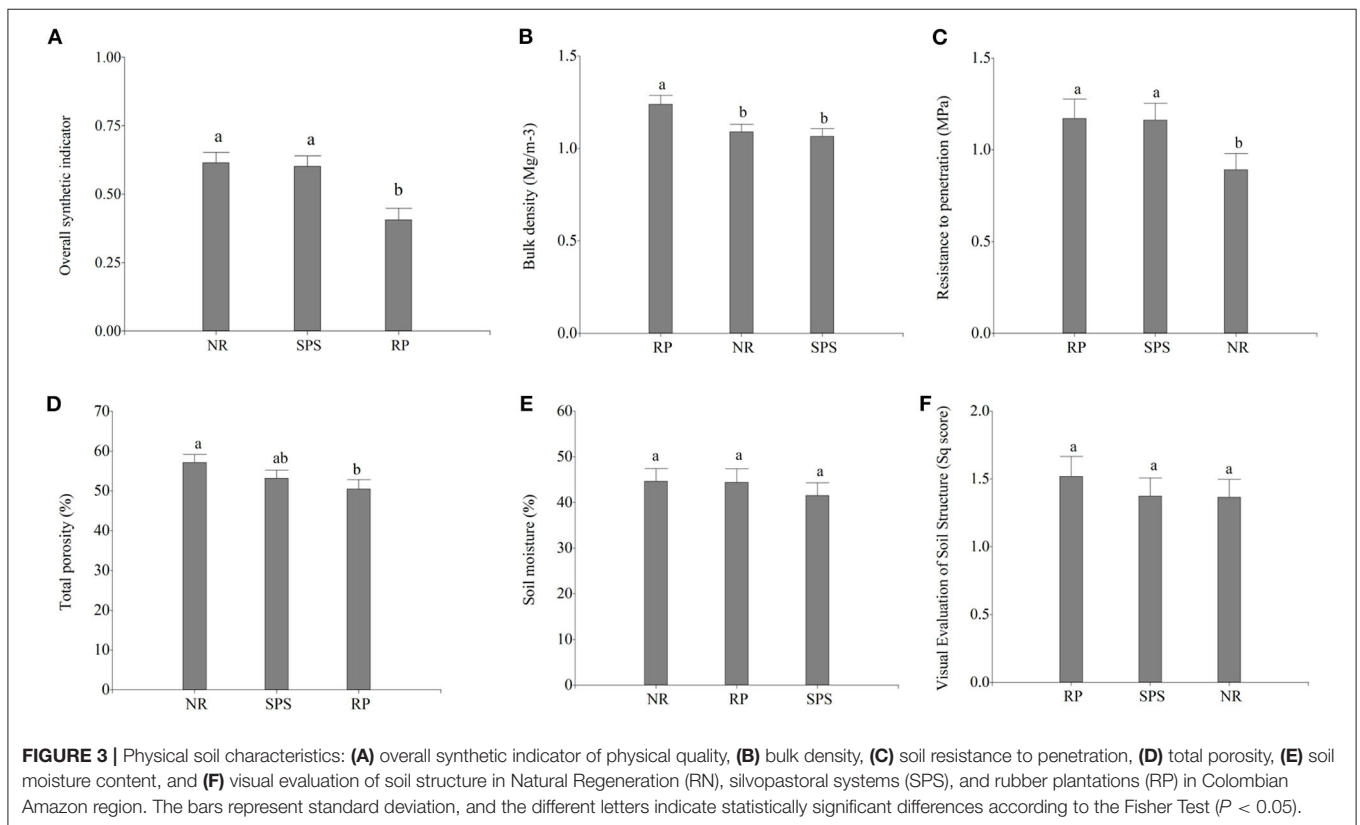 A
Overall synthetic indicator
1.00
0.75
0.50
0.25
0.00
a
a
b
NR
SPS
RP
B
Bulk density (Mg/m-3)
1.5
1.0
0.5
0.0
a
b
b
RP
NR
SPS
C
Resistance to penetration (MPa)
1.5
1.0
0.5
0.0
a
a
b
RP
SPS
NR
D
Total porosity (%)
70
60
50
40
30
20
10
0
a
ab
b
NR
SPS
RP
E
Soil moisture (%)
60
50
40
30
20
10
0
a
a
a
NR
RP
SPS
F
Visual Evaluation of Soil Structure (Sq score)
2.0
1.5
1.0
0.5
0.0
a
a
a
RP
SPS
NR
FIGURE 3 | Physical soil characteristics: (A) overall synthetic indicator of physical quality, (B) bulk density, (C) soil resistance to penetration, (D) total porosity, (E) soil
moisture content, and (F) visual evaluation of soil structure in Natural Regeneration (RN), silvopastoral systems (SPS), and rubber plantations (RP) in Colombian
Amazon region. The bars represent standard deviation, and the different letters indicate statistically significant differences according to the Fisher Test (P < 0.05).